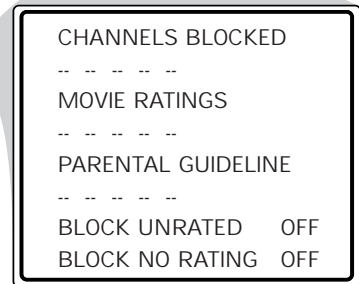 CHANNELS BLOCKED
-- -- -- -- --
MOVIE RATINGS
-- -- -- -- --
PARENTAL GUIDELINE
-- -- -- -- --
BLOCK UNRATED OFF
BLOCK NO RATING OFF